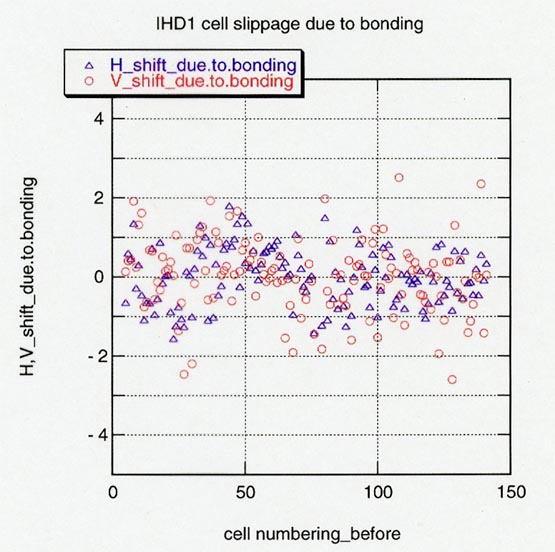 IHD1 cell slippage due to bonding
H_shift_due.to.bonding
V_shift_due.to.bonding
H,V_shift_due.to.bonding
4
2
0
- 2
- 4
0
50
100
150
cell numbering_before